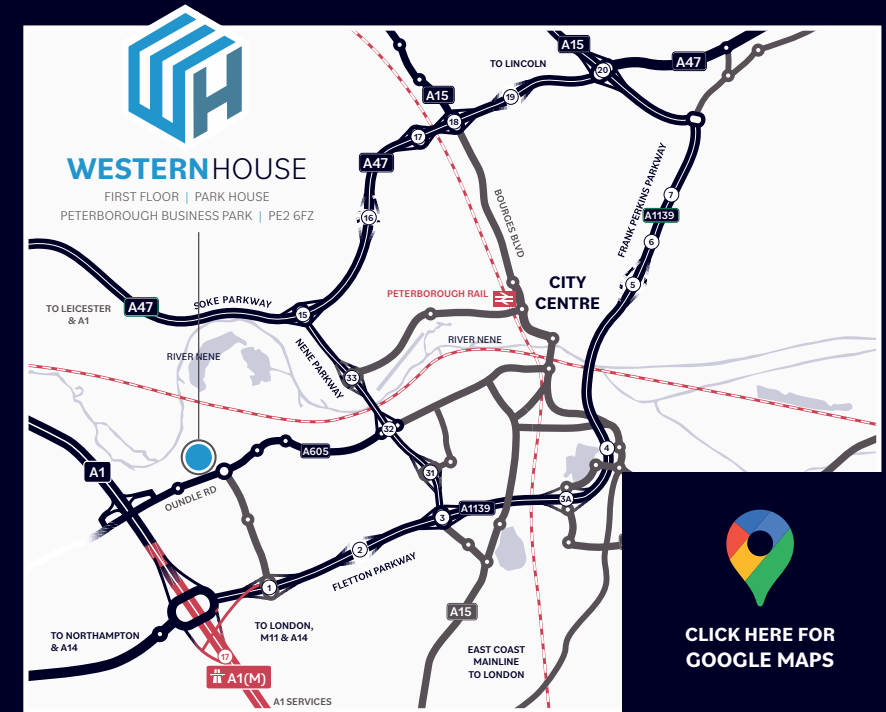 WH
WESTERNHOUSE
FIRST FLOOR | PARK HOUSE
PETERBOROUGH BUSINESS PARK | PE2 6FZ
A15
TO LINCOLN
20
A47
A15
19
18
17
A47
16
BOURGES BLVD
FRANK PERKINS PARKWAY
7
A1139
6
5
PETERBOROUGH RAIL
CITY
CENTRE
TO LEICESTER
& A1
A47
SOKE PARKWAY
15
RIVER NENE
NENE PARKWAY
RIVER NENE
33
32
A605
4
A1
31
OUNDLE RD
3A
A1139
3
2
FLETTON PARKWAY
1
A15
TO NORTHAMPTON
& A14
TO LONDON,
M11 & A14
17
A1(M)
A1 SERVICES
EAST COAST
MAINLINE
TO LONDON
CLICK HERE FOR
GOOGLE MAPS